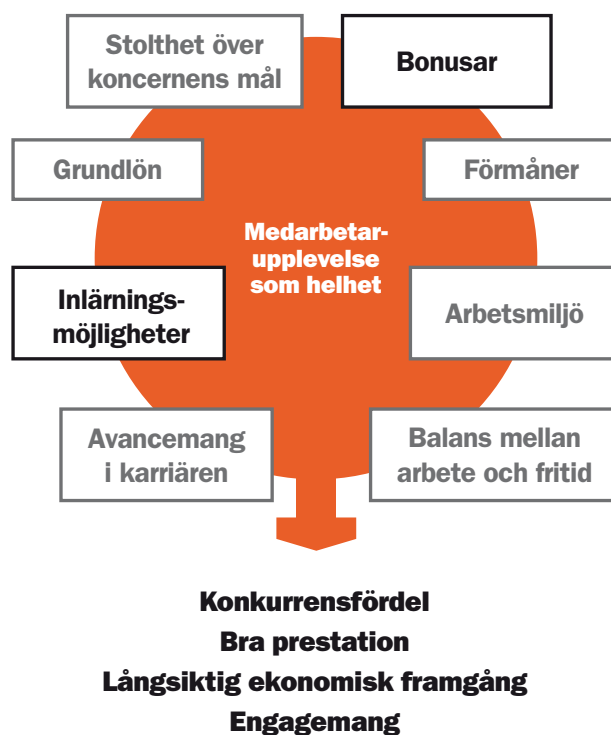 Stolthet över
koncernens mål
Bonusar
Grundlön
Förmåner
Medarbetar-
upplevelse
som helhet
Inlärnings-
möjligheter
Arbetsmiljö
Avancemang
i karriären
Balans mellan
arbete och fritid
Konkurrensfördel
Bra prestation
Långsiktig ekonomisk framgång
Engagemang